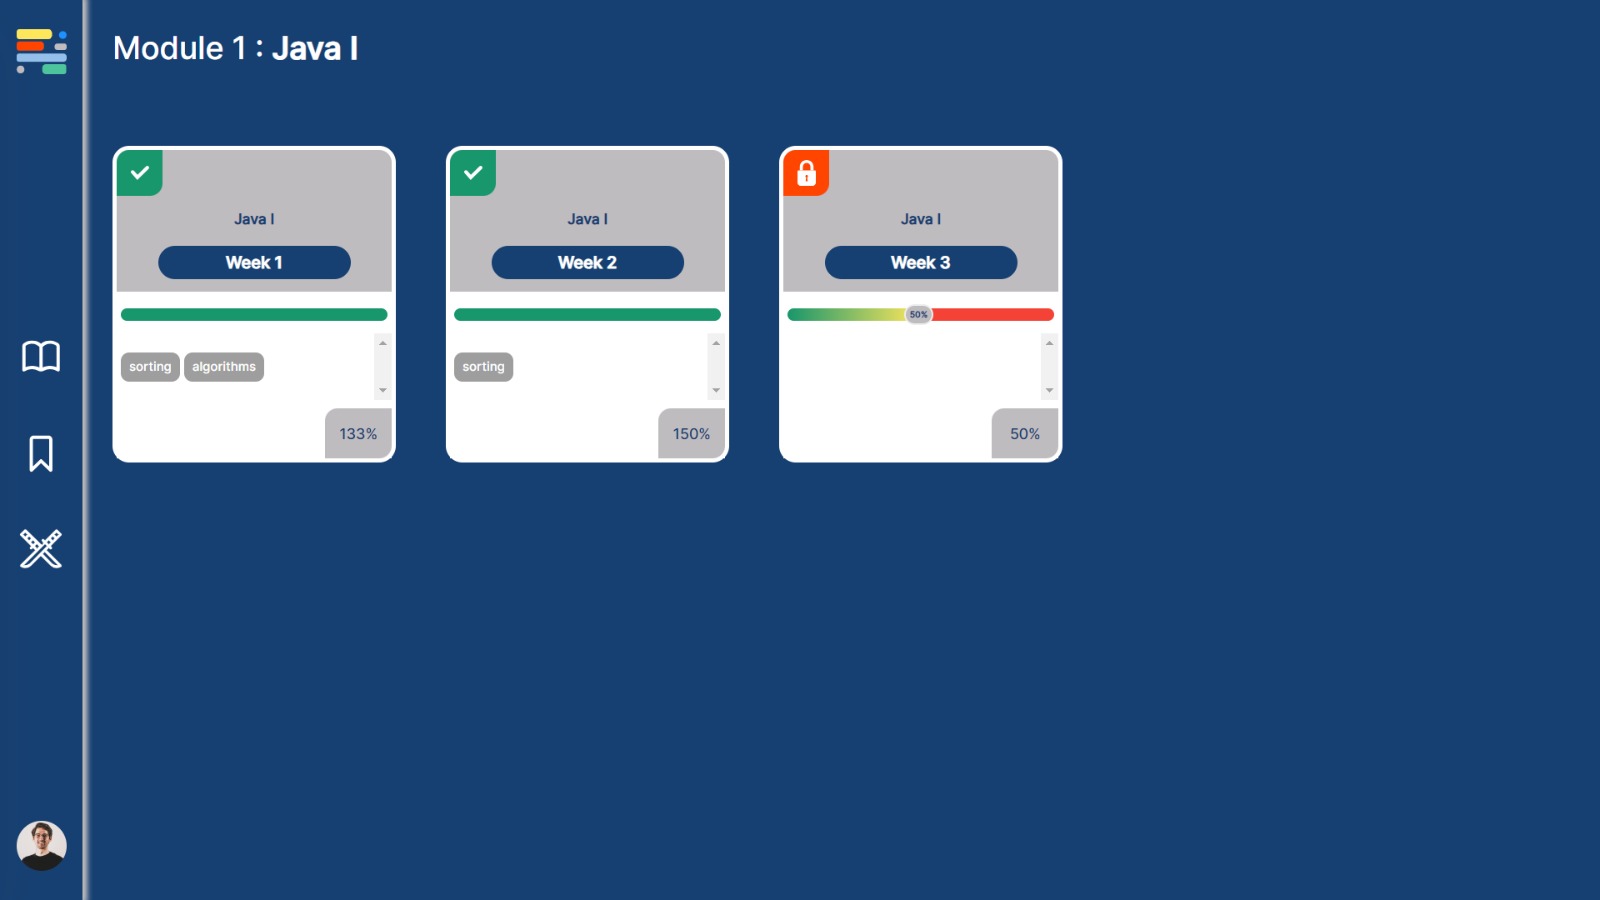 Module 1 : Java I
Java I
Week 1
sorting algorithms
133%
Java I
Week 2
sorting
150%
Java I
Week 3
50%
50%